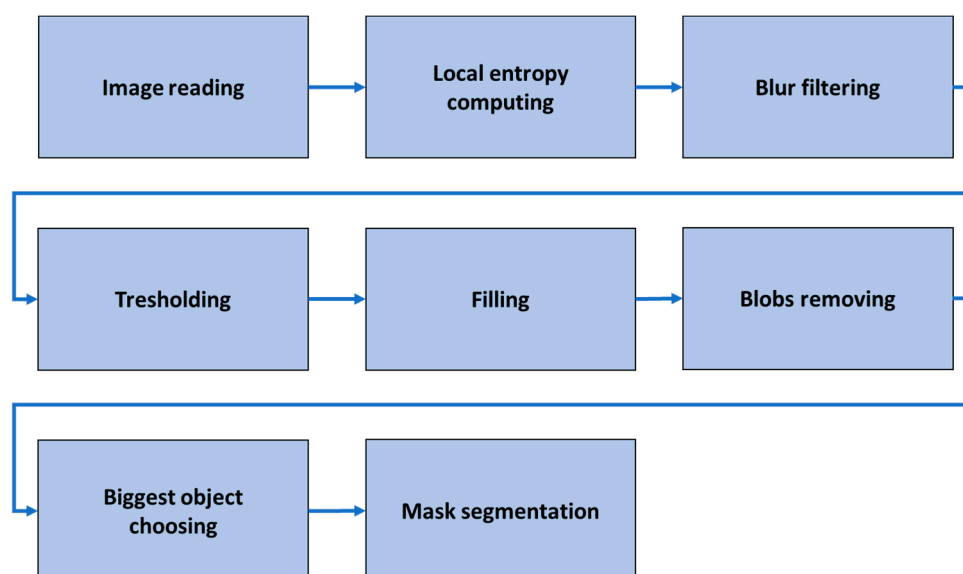 Image reading
Local entropy
computing
Blur filtering
Tresholding
Filling
Blobs removing
Biggest object
choosing
Mask segmentation